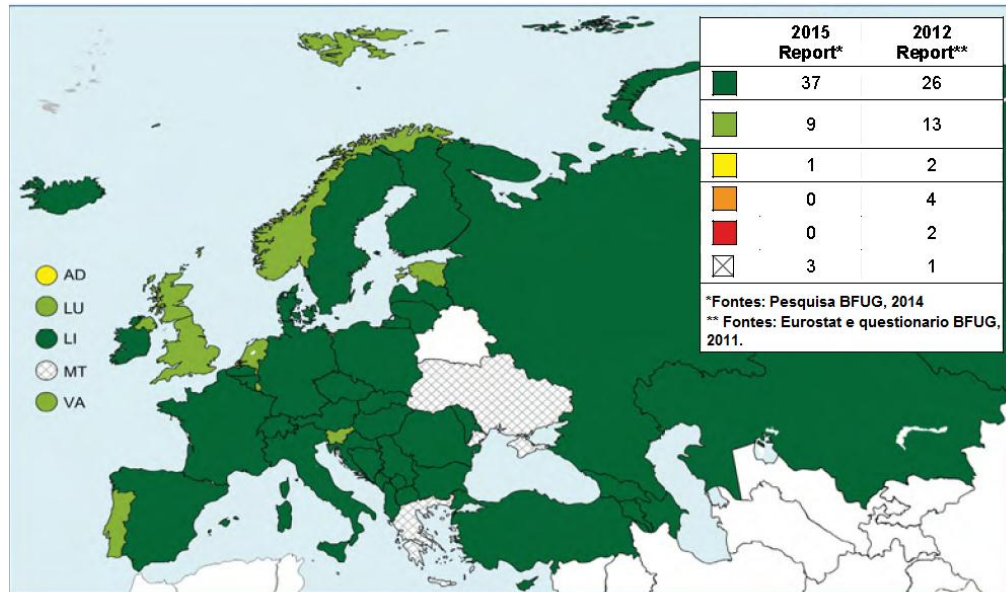 2015 2012
Report* Report**
37 26
9 13
1 2
0 4
0 2
3 1
*Fontes: Pesquisa BFUG, 2014
** Fontes: Eurostat e questionario BFUG,
2011.
AD
LU
LI
MT
VA